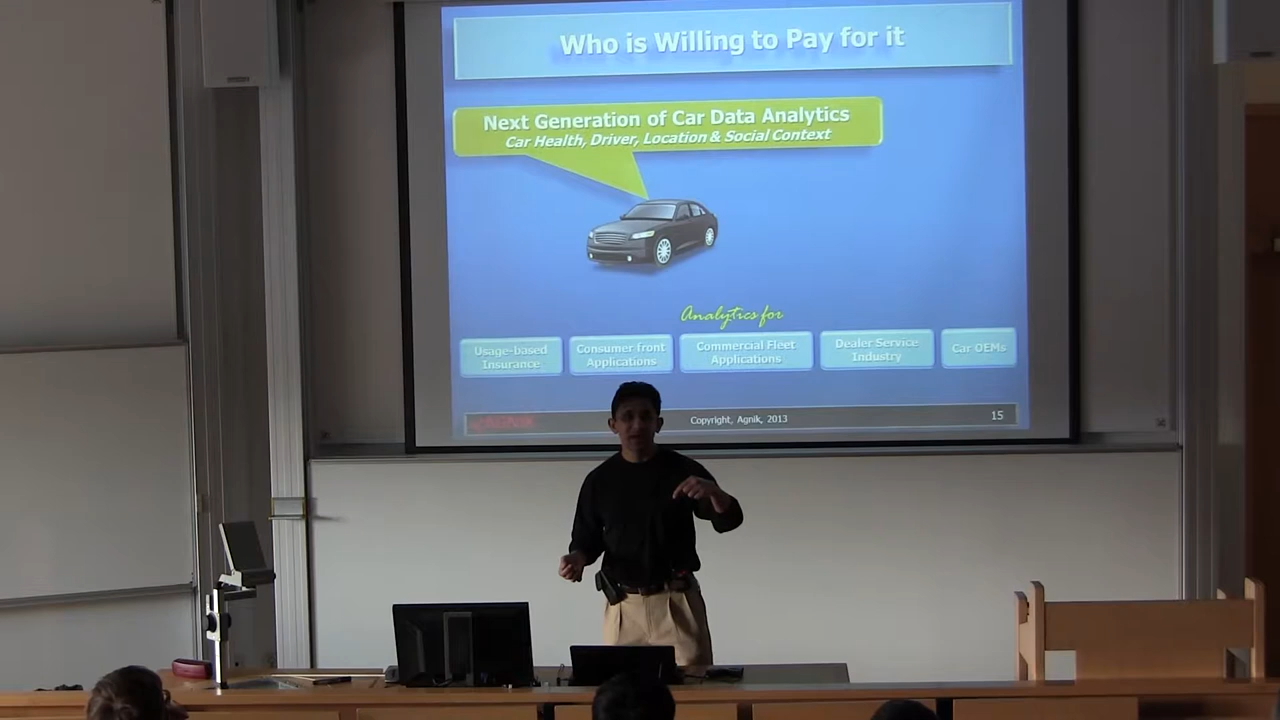 Who is Willing to Pay for it
Next Generation of Car Data Analytics
Car Health, Driver, Location & Social Context
Analytics for
Usage-based
Insurance
Consumer front
Applications
Commercial Fleet
Applications
Dealer Service
Industry
Car OEMs
AGNIK
Copyright, Agnik, 2013
15